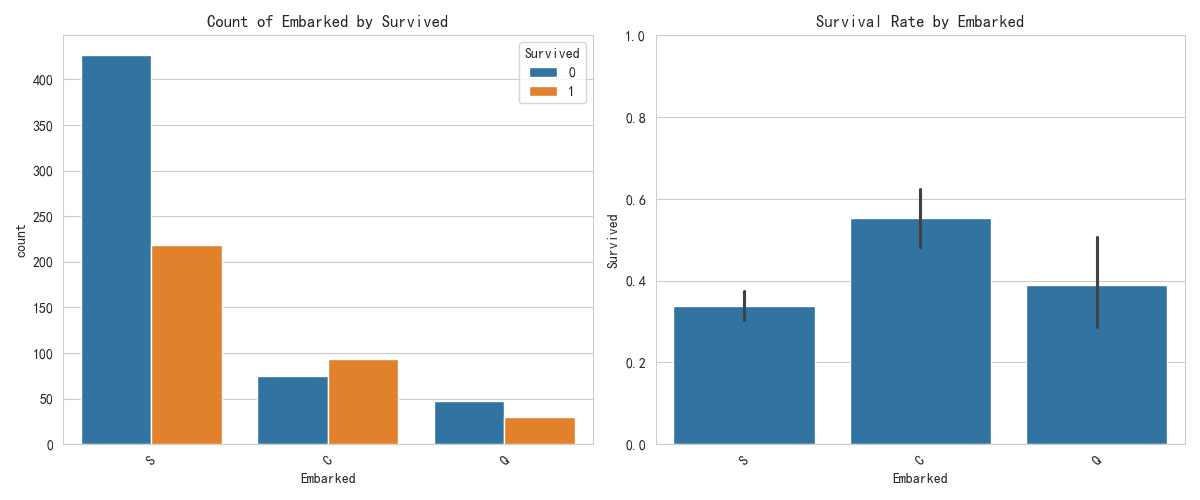 Count of Embarked by Survived
Survived
0
1
400
350
300
250
200
150
100
50
0
count
S
C
Q
Embarked
Survival Rate by Embarked
1.0
0.8
0.6
0.4
0.2
0.0
Survived
S
C
Q
Embarked